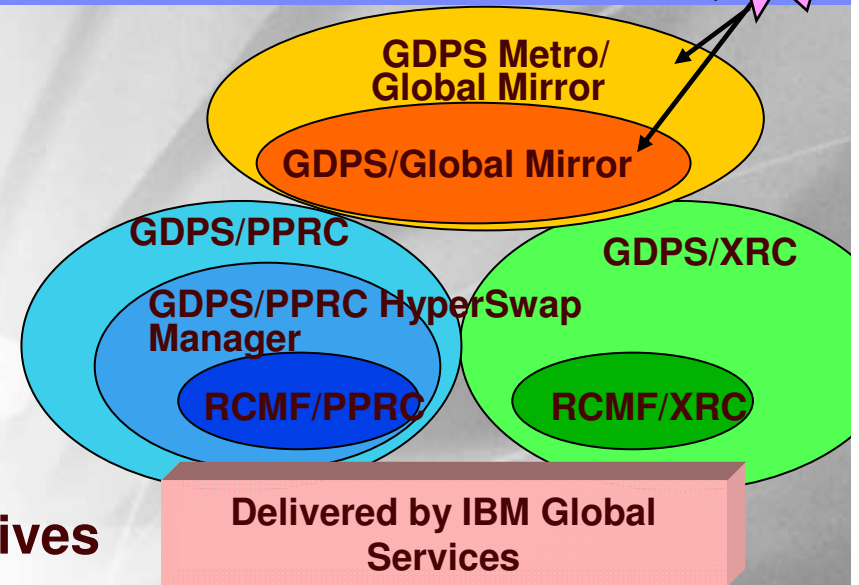 GDPS Metro/
Global Mirror
GDPS/Global Mirror
GDPS/PPRC
GDPS/XRC
GDPS/PPRC HyperSwap
Manager
RCMF/PPRC
RCMF/XRC
Delivered by IBM Global
Services
ives